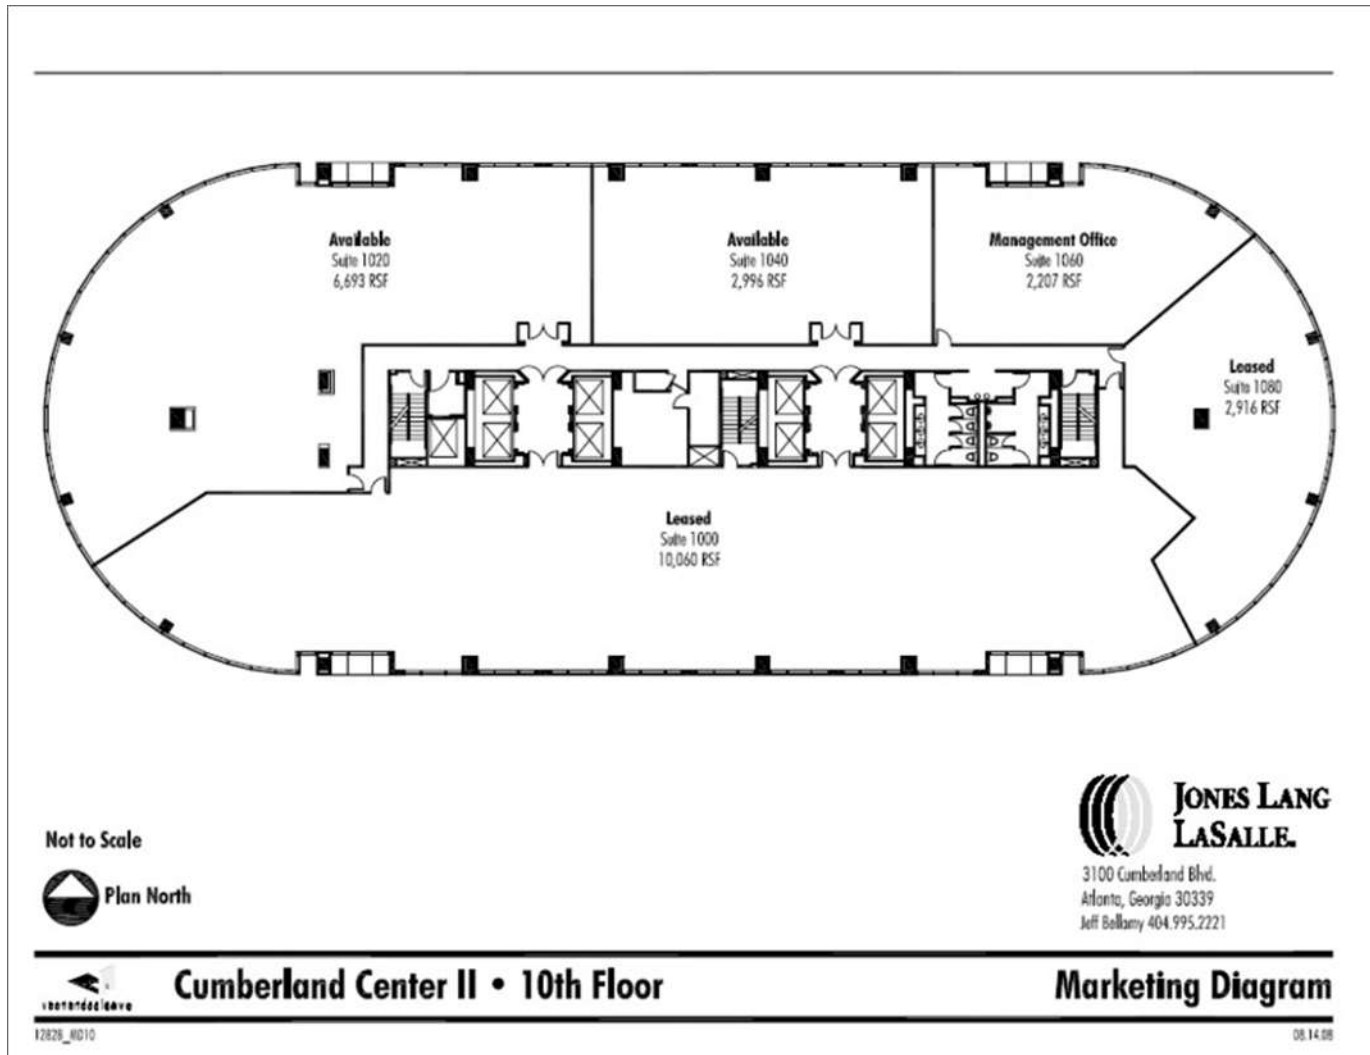 Available
Suite 1020
6,693 RSF
Available
Suite 1040
2,996 RSF
Management Office
Suite 1060
2,207 RSF
Leased
Suite 1080
2,916 RSF
Leased
Suite 1000
10,060 RSF
JONES LANG
LASALLE.
3100 Cumberland Blvd.
Atlanta, Georgia 30339
Jeff Bellamy 404.995.2221
Not to Scale
Plan North
Cumberland Center II • 10th Floor
Marketing Diagram
08.14.08